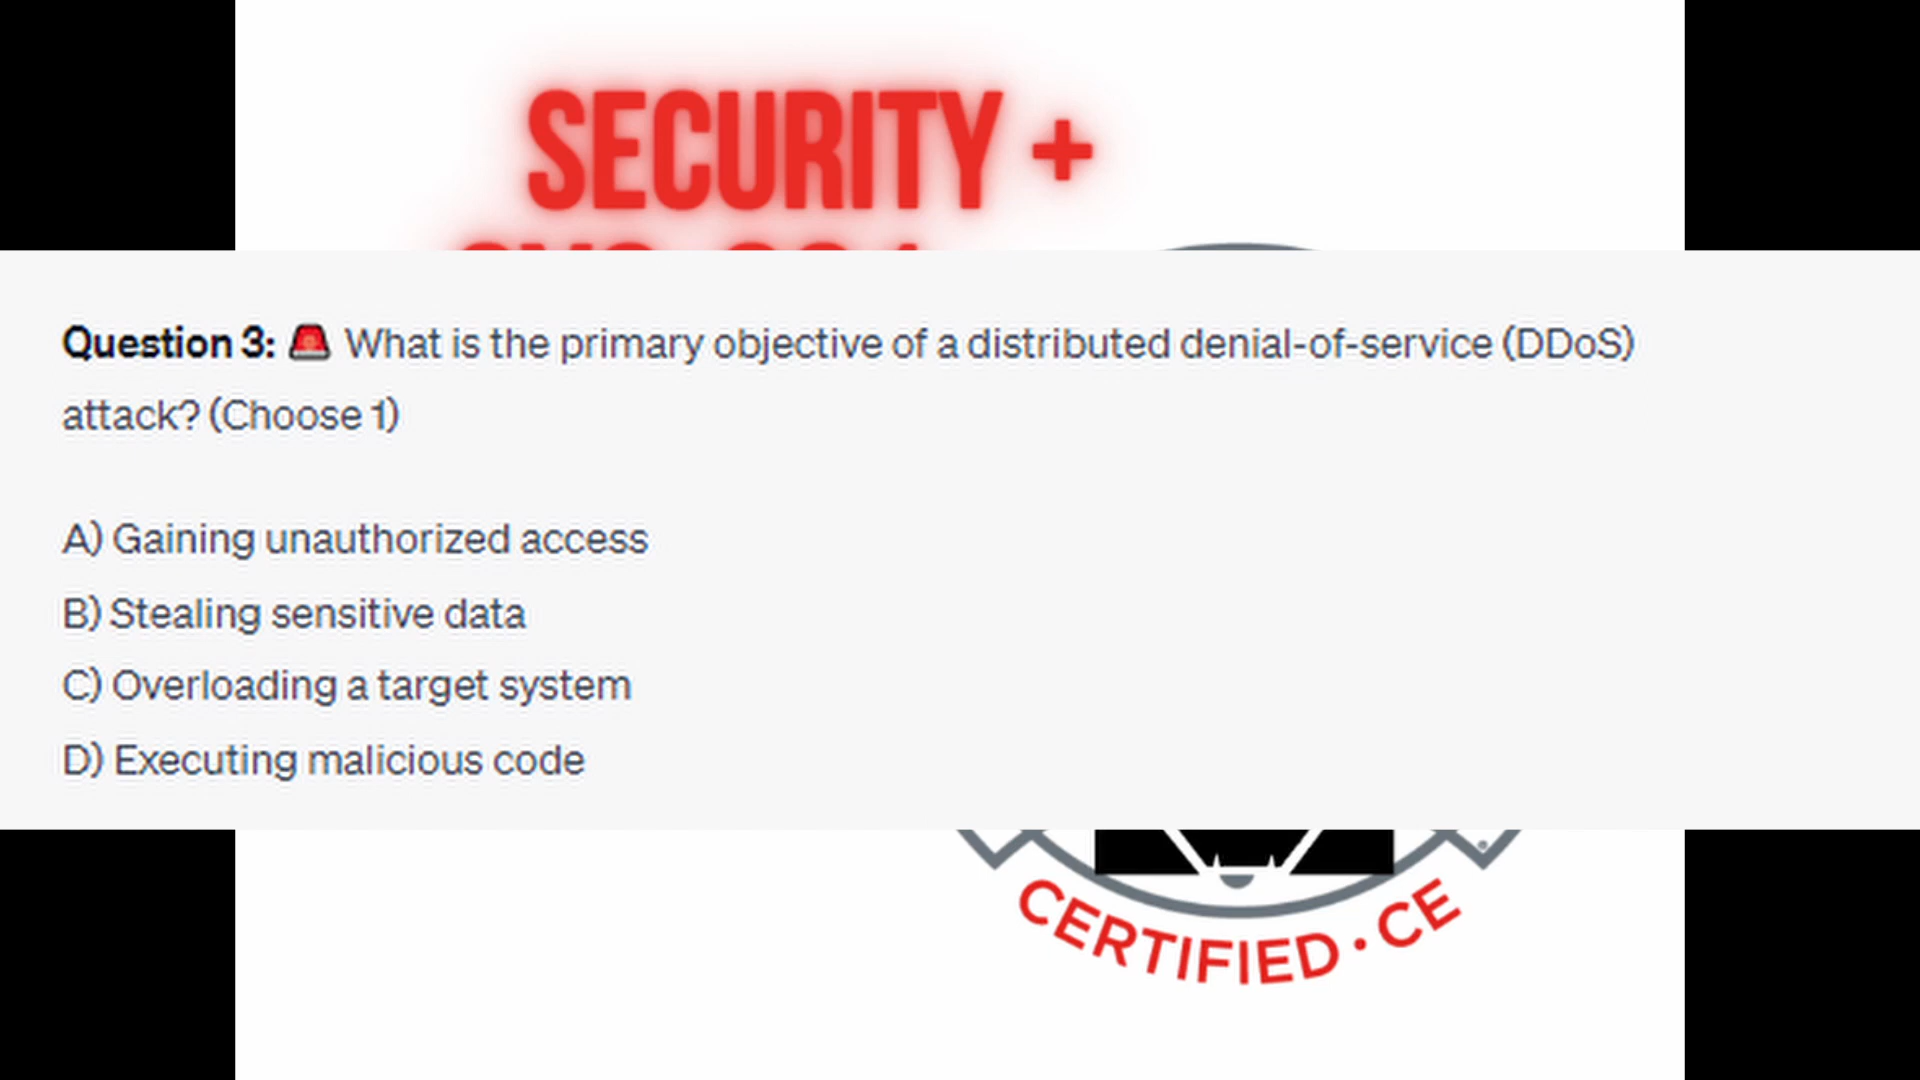 SECURITY +
Question 3: 🚨 What is the primary objective of a distributed denial-of-service (DDoS)
attack? (Choose 1)
A) Gaining unauthorized access
B) Stealing sensitive data
C) Overloading a target system
D) Executing malicious code
CERTIFIED • CE